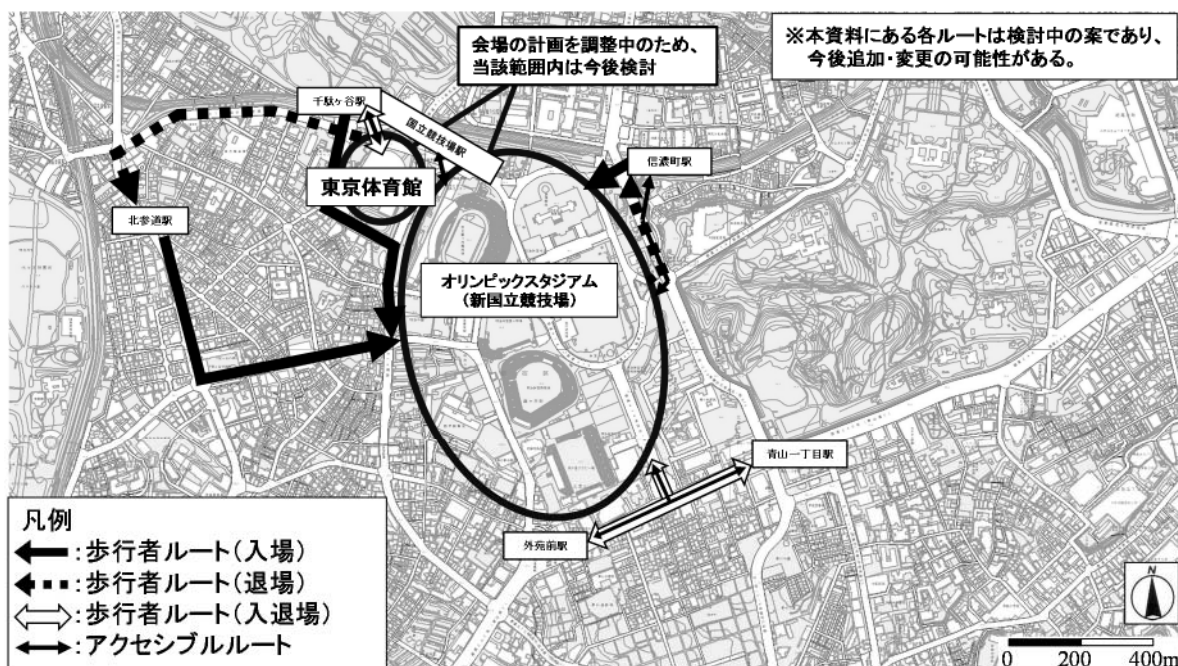 会場の計画を調整中のため、
当該範囲内は今後検討
※本資料にある各ルートは検討中の案であり、
今後追加・変更の可能性がある。
千駄ヶ谷駅
国立競技場駅
信濃町駅
東京体育館
北参道駅
オリンピックスタジアム
(新国立競技場)
青山一丁目駅
外苑前駅
凡例
:歩行者ルート(入場)
:歩行者ルート(退場)
:歩行者ルート(入退場)
:アクセシブルルート
N
0 200 400m